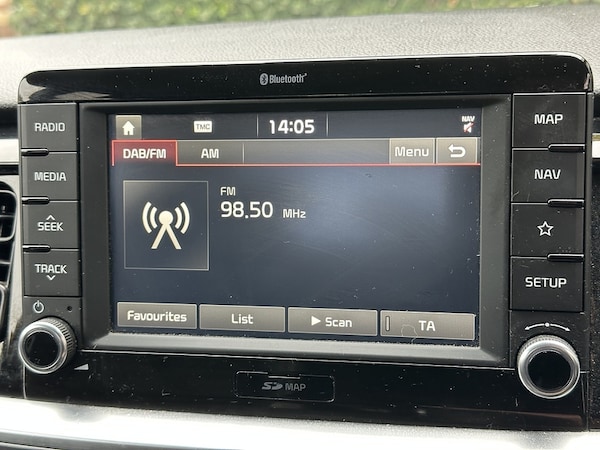 Bluetooth
RADIO
MEDIA
SEEK
TRACK
TMC
14:05
NAV
DAB/FM
AM
Menu
FM
98.50 MHz
Favourites
List
Scan
TA
MAP
NAV
SETUP
SD MAP